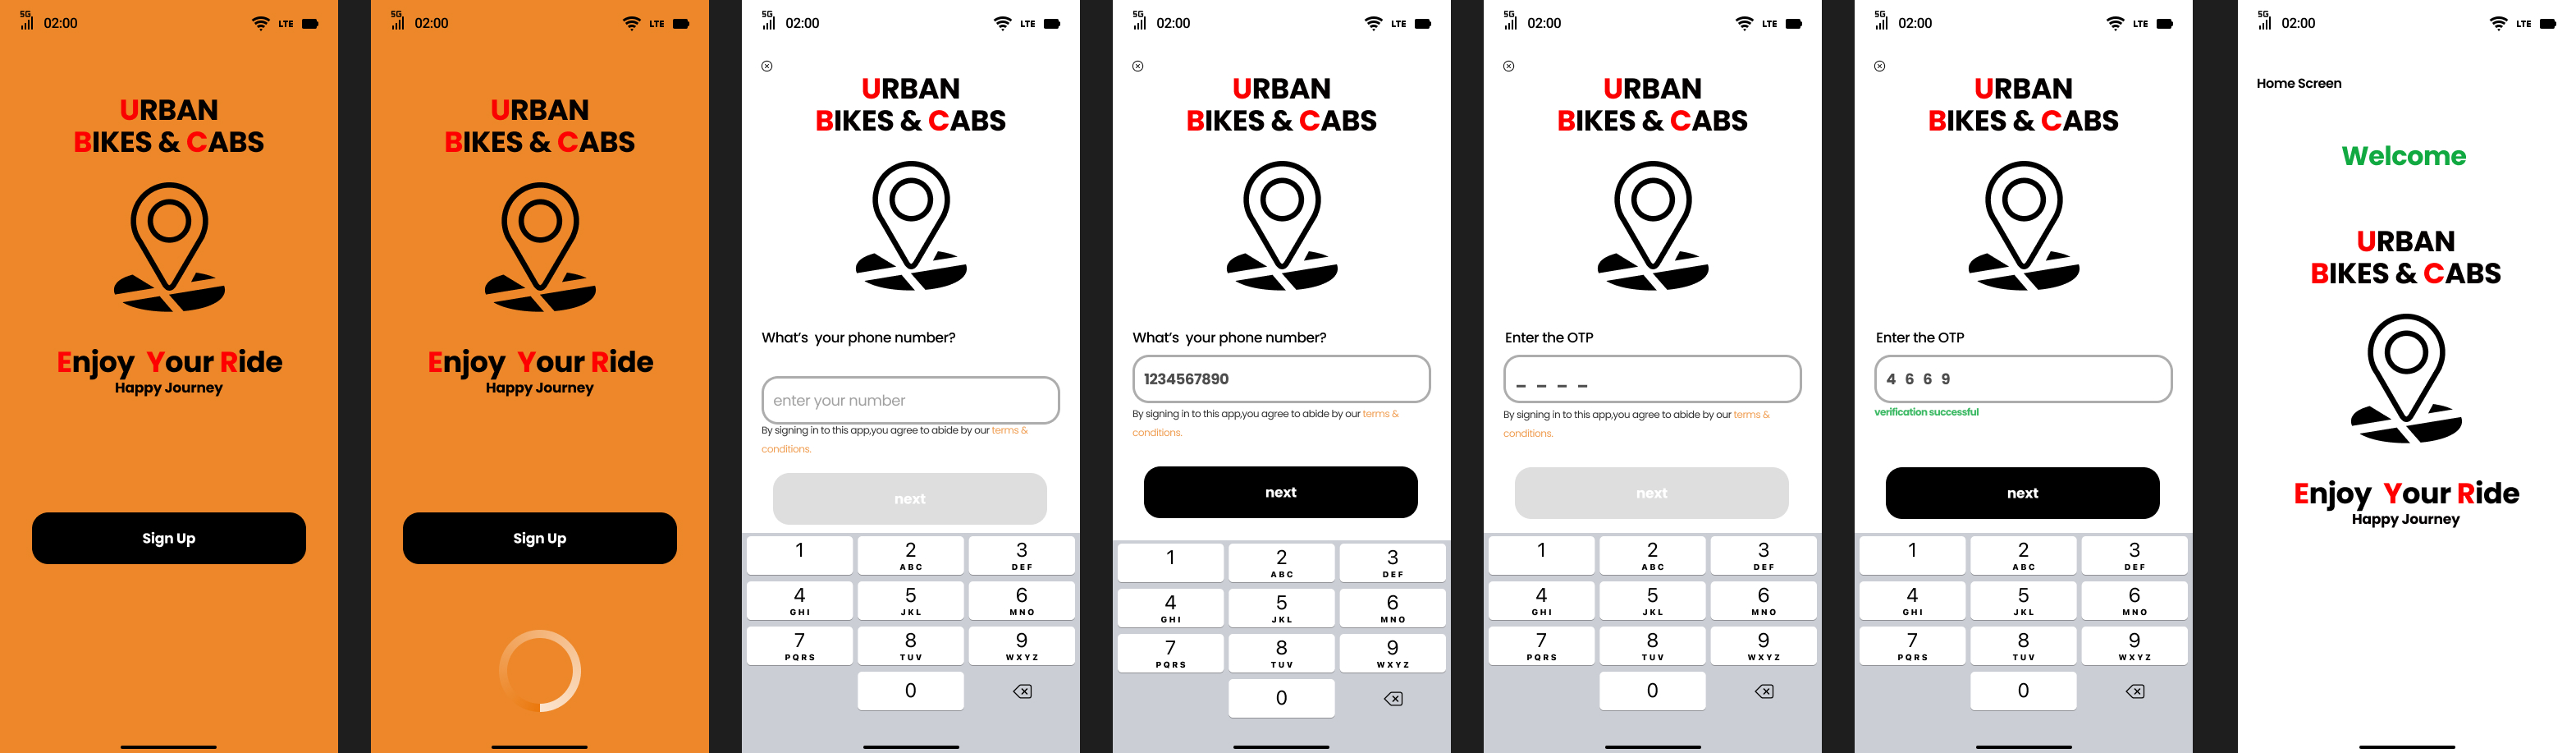 5G 02:00 LTE
URBAN
BIKES & CABS
Enjoy Your Ride
Happy Journey
Sign Up
5G 02:00 LTE
URBAN
BIKES & CABS
Enjoy Your Ride
Happy Journey
Sign Up
5G 02:00 LTE
URBAN
BIKES & CABS
What's your phone number?
enter your number
By signing in to this app,you agree to abide by our terms &
conditions.
next
1 2 3
ABC DEF
4 5 6
GHI JKL MNO
7 8 9
PQRS TUV WXYZ
0
5G 02:00 LTE
URBAN
BIKES & CABS
What's your phone number?
1234567890
By signing in to this app,you agree to abide by our terms &
conditions.
next
1 2 3
ABC DEF
4 5 6
GHI JKL MNO
7 8 9
PQRS TUV WXYZ
0
5G 02:00 LTE
URBAN
BIKES & CABS
Enter the OTP
_ _ _ _
By signing in to this app,you agree to abide by our terms &
conditions.
next
1 2 3
ABC DEF
4 5 6
GHI JKL MNO
7 8 9
PQRS TUV WXYZ
0
5G 02:00 LTE
URBAN
BIKES & CABS
Enter the OTP
4 6 6 9
verification successful
next
1 2 3
ABC DEF
4 5 6
GHI JKL MNO
7 8 9
PQRS TUV WXYZ
0
5G 02:00 LTE
Home Screen
Welcome
URBAN
BIKES & CABS
Enjoy Your Ride
Happy Journey